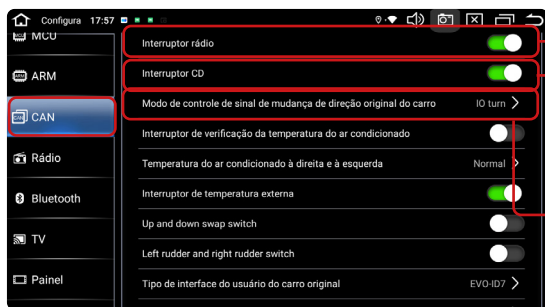 Configura 17:57
MCU
ARM
CAN
Rádio
Bluetooth
TV
Painel
Interruptor rádio
Interruptor CD
Modo de controle de sinal de mudança de direção original do carro IO turn
Interruptor de verificação da temperatura do ar condicionado
Temperatura do ar condicionado à direita e à esquerda Normal
Interruptor de temperatura externa
Up and down swap switch
Left rudder and right rudder switch
Tipo de interface do usuário do carro original EVO-ID7